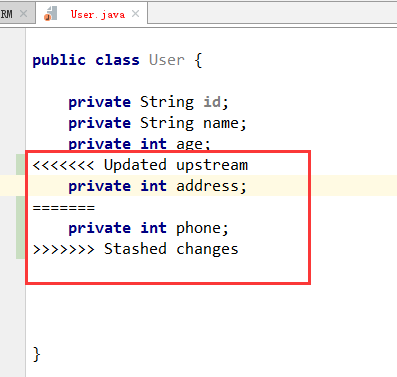 RM
User.java
public class User {
private String id;
private String name;
private int age;
<<<<<<< Updated upstream
private int address;
=======
private int phone;
>>>>>>> Stashed changes
}